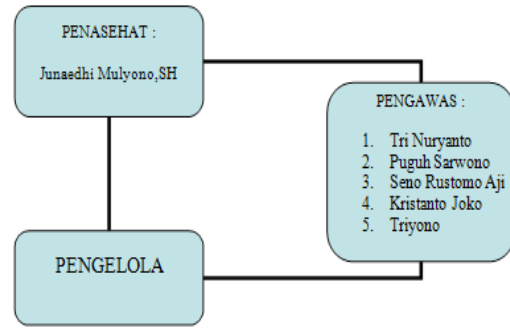 PENASEHAT :
Junaedhi Mulyono,SH
PENGAWAS :
1. Tri Nuryanto
2. Puguh Sarwono
3. Seno Rustomo Aji
4. Kristanto Joko
5. Triyono
PENGELOLA